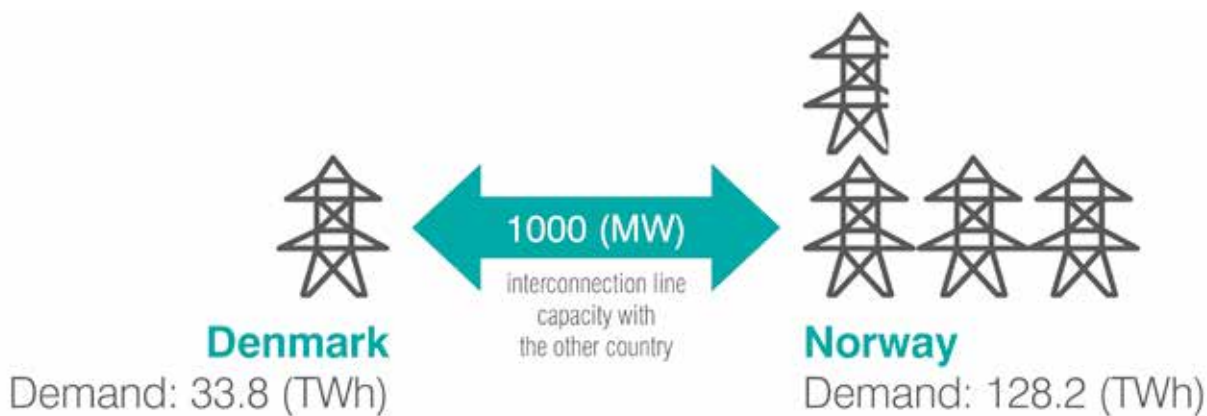 1000 (MW)
interconnection line
capacity with
the other country
Denmark
Demand: 33.8 (TWh)
Norway
Demand: 128.2 (TWh)